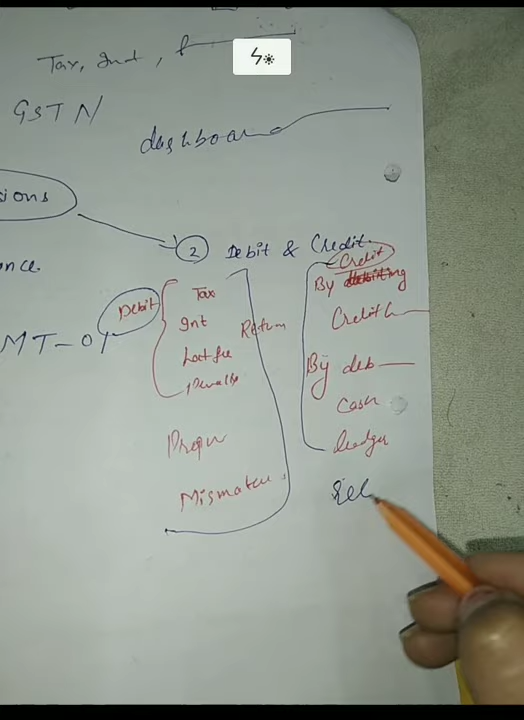 Tax, Int,
GSTN
dashboard
sions
② Debit & Credit
nce.
Credit
By debiting
Debit
Tax
Int
Return
Credit
MT-01
Late fee
By deb
Penalty
Cash
Ledger
Mismatch